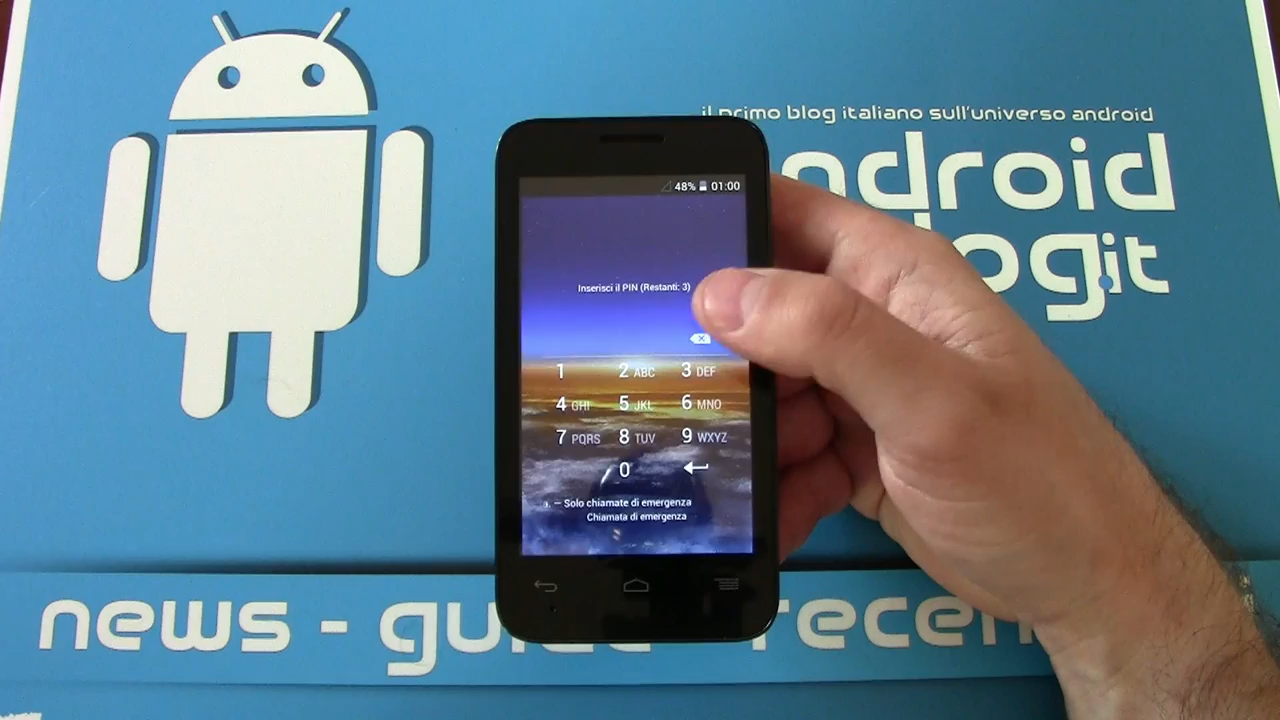 il primo blog italiano sull'universo android
ndroid
logit
48% 01:00
Inserisci il PIN (Restanti: 3)
1 2 ABC 3 DEF
4 GHI 5 JKL 6 MNO
7 PQRS 8 TUV 9 WXYZ
0
— Solo chiamate di emergenza
Chiamata di emergenza
news - gui recen